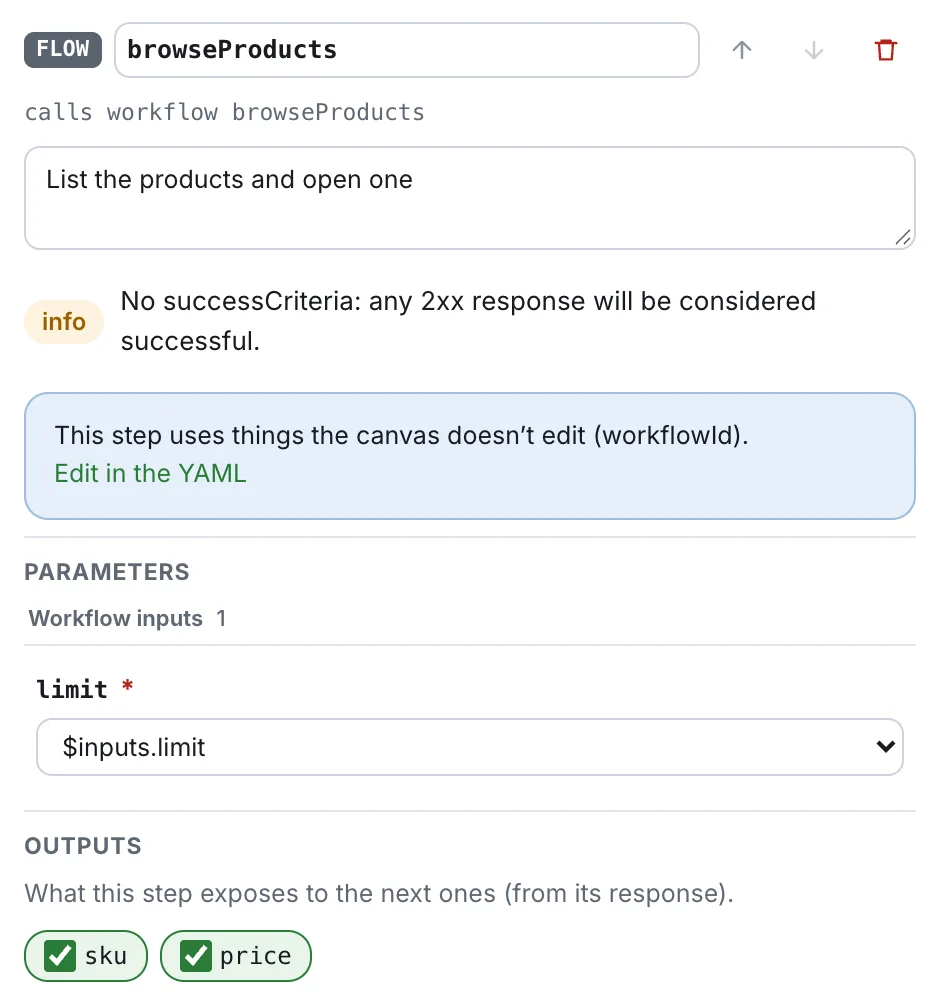 FLOW browseProducts
calls workflow browseProducts
List the products and open one
info No successCriteria: any 2xx response will be considered
successful.
This step uses things the canvas doesn’t edit (workflowId).
Edit in the YAML
PARAMETERS
Workflow inputs 1
limit *
$inputs.limit
OUTPUTS
What this step exposes to the next ones (from its response).
sku price